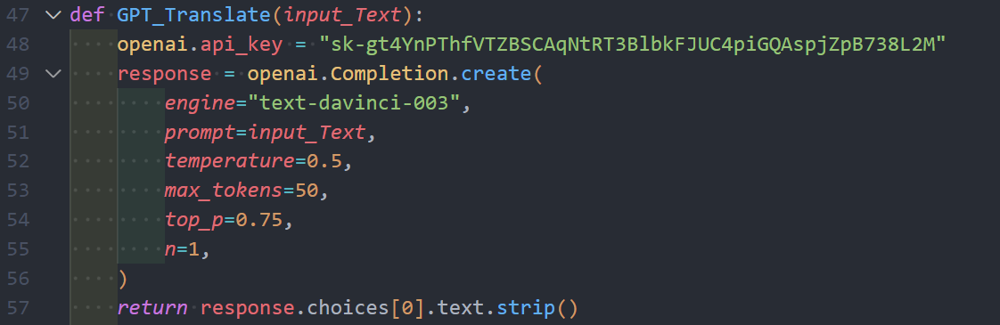 47 def GPT_Translate(input_Text):
48     openai.api_key = "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"
49     response = openai.Completion.create(
50         engine="text-davinci-003",
51         prompt=input_Text,
52         temperature=0.5,
53         max_tokens=50,
54         top_p=0.75,
55         n=1,
56     )
57     return response.choices[0].text.strip()